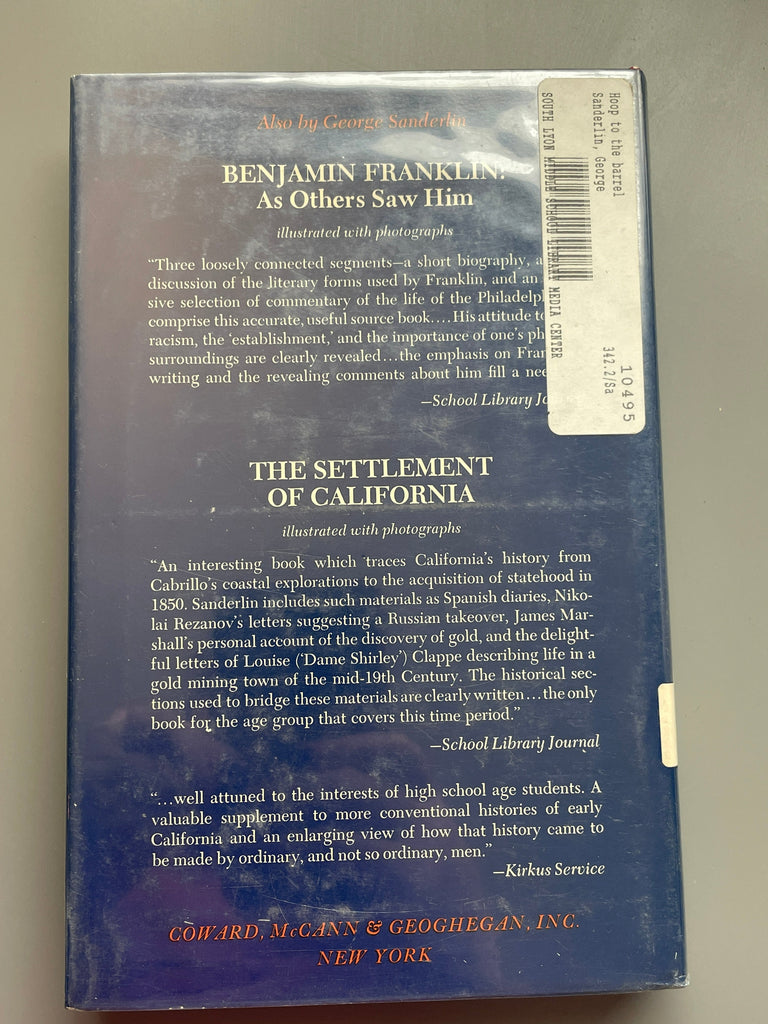 Also by George Sanderlin
BENJAMIN FRANKLIN:
As Others Saw Him
illustrated with photographs
“Three loosely connected segments—a short biography, a
discussion of the literary forms used by Franklin, and an
sive selection of commentary of the life of the Philadelph
comprise this accurate, useful source book....His attitude to
racism, the ‘establishment,’ and the importance of one’s ph
surroundings are clearly revealed...the emphasis on Fran
writing and the revealing comments about him fill a nee
—School Library Jo
THE SETTLEMENT
OF CALIFORNIA
illustrated with photographs
“An interesting book which traces California’s history from
Cabrillo’s coastal explorations to the acquisition of statehood in
1850. Sanderlin includes such materials as Spanish diaries, Niko-
lai Rezanov’s letters suggesting a Russian takeover, James Mar-
shall’s personal account of the discovery of gold, and the delight-
ful letters of Louise (‘Dame Shirley’) Clappe describing life in a
gold mining town of the mid-19th Century. The historical sec-
tions used to bridge these materials are clearly written...the only
book for the age group that covers this time period.”
—School Library Journal
“...well attuned to the interests of high school age students. A
valuable supplement to more conventional histories of early
California and an enlarging view of how that history came to
be made by ordinary, and not so ordinary, men.”
—Kirkus Service
COWARD, McCANN & GEOGHEGAN, INC.
NEW YORK
Hoop to the barrel
Sanderlin, George
10495
342.2/Sa
SOUTH LYON MIDDLE SCHOOL LIBRARY MEDIA CENTER